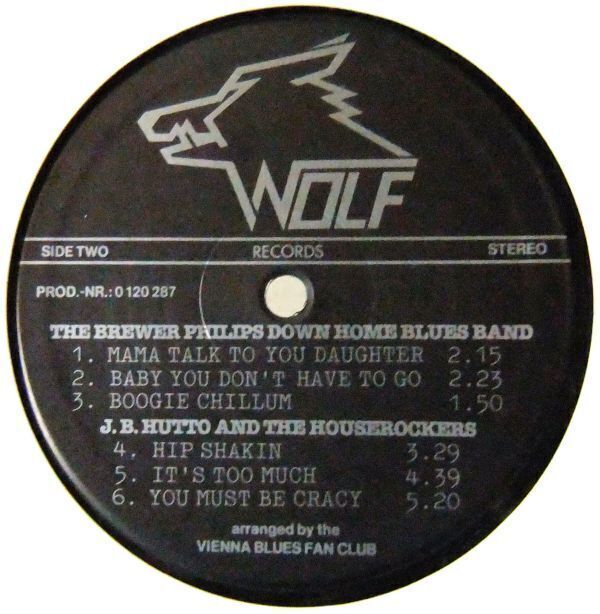 WOLF
SIDE TWO RECORDS STEREO
PROD.-NR.: 0 120 287
THE BREWER PHILIPS DOWN HOME BLUES BAND
1. MAMA TALK TO YOU DAUGHTER 2.15
2. BABY YOU DON'T HAVE TO GO 2.23
3. BOOGIE CHILLUM 1.50
J. B. HUTTO AND THE HOUSEROCKERS
4. HIP SHAKIN 3.29
5. IT'S TOO MUCH 4.39
6. YOU MUST BE CRACY 5.20
arranged by the
VIENNA BLUES FAN CLUB